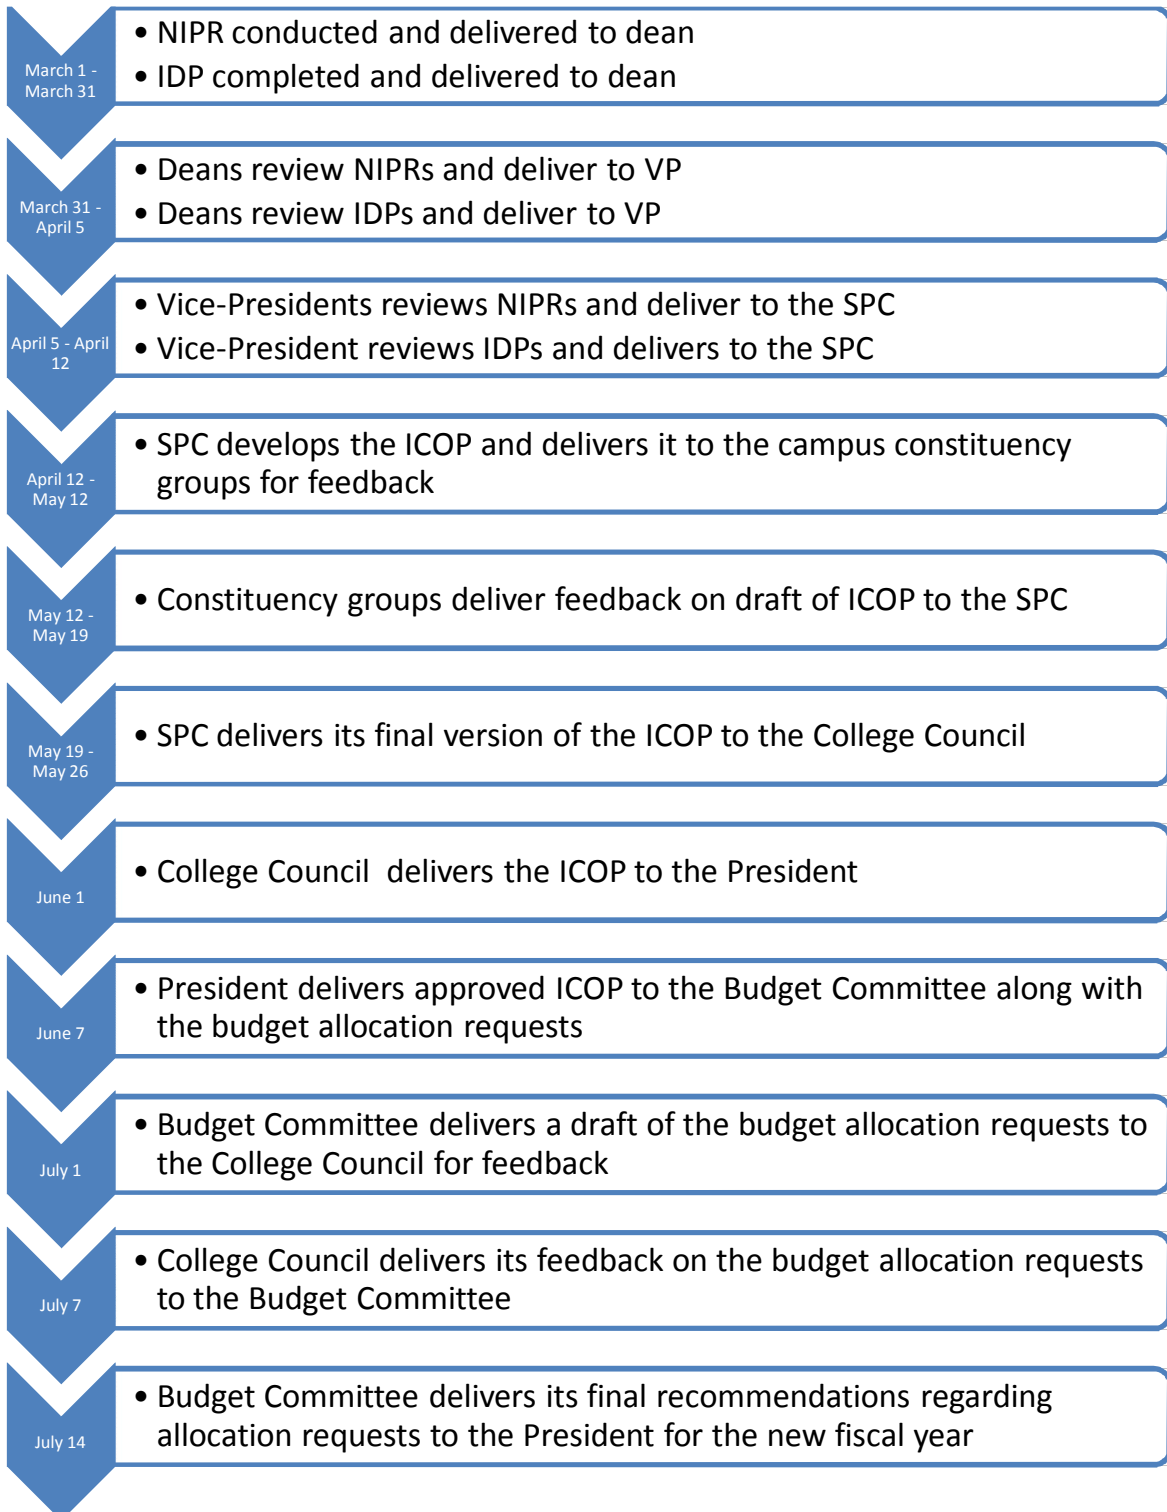 March 1 -
March 31
• NIPR conducted and delivered to dean
• IDP completed and delivered to dean
March 31 -
April 5
• Deans review NIPRs and deliver to VP
• Deans review IDPs and deliver to VP
April 5 - April
12
• Vice-Presidents reviews NIPRs and deliver to the SPC
• Vice-President reviews IDPs and delivers to the SPC
April 12 -
May 12
• SPC develops the ICOP and delivers it to the campus constituency
groups for feedback
May 12 -
May 19
• Constituency groups deliver feedback on draft of ICOP to the SPC
May 19 -
May 26
• SPC delivers its final version of the ICOP to the College Council
June 1
• College Council  delivers the ICOP to the President
June 7
• President delivers approved ICOP to the Budget Committee along with
the budget allocation requests
July 1
• Budget Committee delivers a draft of the budget allocation requests to
the College Council for feedback
July 7
• College Council delivers its feedback on the budget allocation requests
to the Budget Committee
July 14
• Budget Committee delivers its final recommendations regarding
allocation requests to the President for the new fiscal year